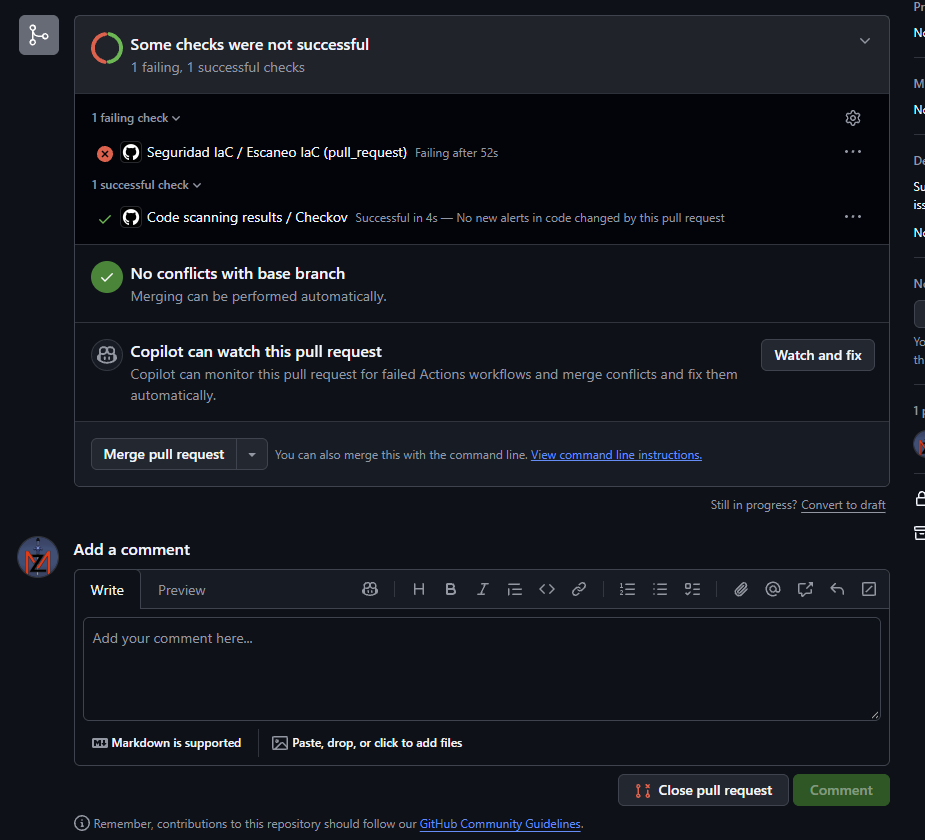 Some checks were not successful
1 failing, 1 successful checks
1 failing check
Seguridad IaC / Escaneo IaC (pull_request) Failing after 52s
1 successful check
Code scanning results / Checkov Successful in 4s — No new alerts in code changed by this pull request
No conflicts with base branch
Merging can be performed automatically.
Copilot can watch this pull request
Copilot can monitor this pull request for failed Actions workflows and merge conflicts and fix them
automatically.
Watch and fix
Merge pull request
You can also merge this with the command line. View command line instructions.
Still in progress? Convert to draft
Add a comment
Write
Preview
Add your comment here...
Markdown is supported
Paste, drop, or click to add files
Close pull request
Comment
Remember, contributions to this repository should follow our GitHub Community Guidelines.